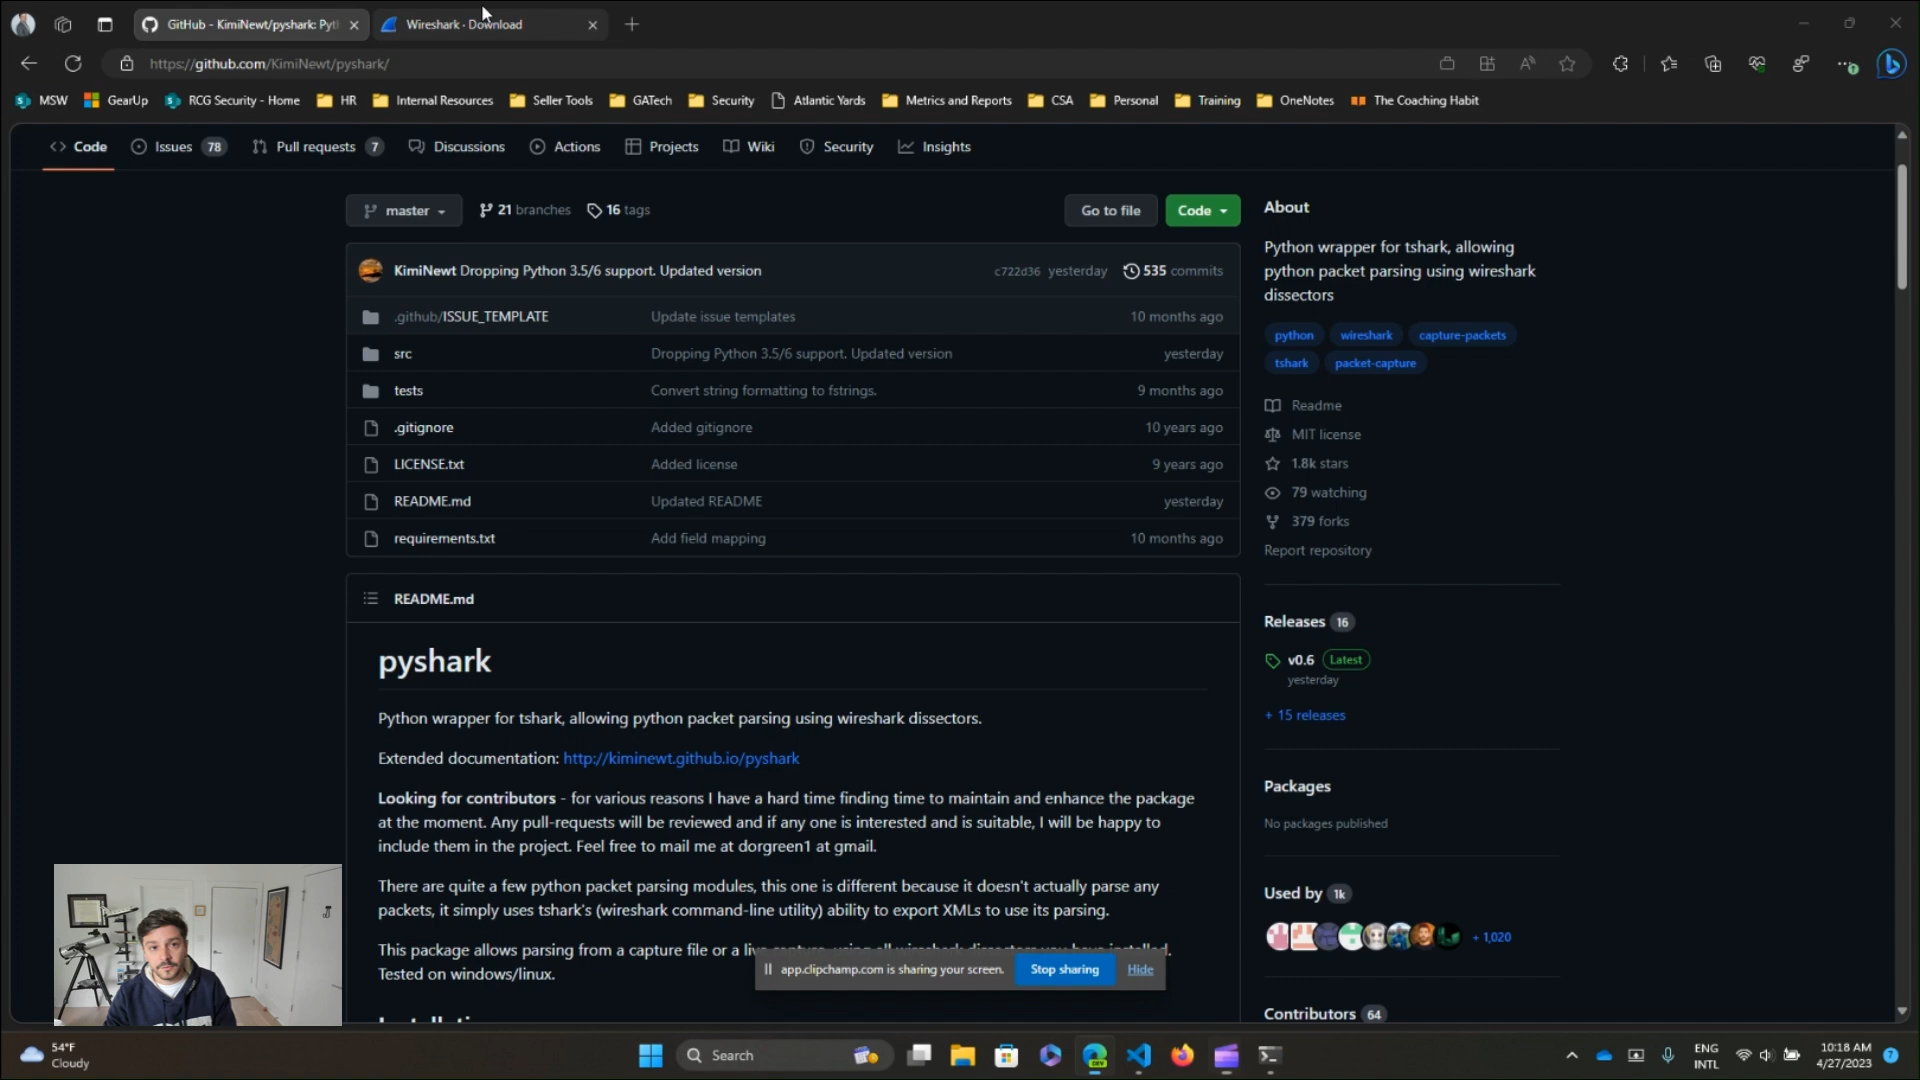 GitHub - KimiNewt/pyshark: Pyth
Wireshark · Download
https://github.com/KimiNewt/pyshark/
MSW
GearUp
RCG Security - Home
HR
Internal Resources
Seller Tools
GATech
Security
Atlantic Yards
Metrics and Reports
CSA
Personal
Training
OneNotes
The Coaching Habit
Code
Issues 78
Pull requests 7
Discussions
Actions
Projects
Wiki
Security
Insights
master
21 branches
16 tags
Go to file
Code
KimiNewt Dropping Python 3.5/6 support. Updated version
c722d36 yesterday
535 commits
.github/ISSUE_TEMPLATE
Update issue templates
10 months ago
src
Dropping Python 3.5/6 support. Updated version
yesterday
tests
Convert string formatting to fstrings.
9 months ago
.gitignore
Added gitignore
10 years ago
LICENSE.txt
Added license
9 years ago
README.md
Updated README
yesterday
requirements.txt
Add field mapping
10 months ago
README.md
pyshark
Python wrapper for tshark, allowing python packet parsing using wireshark dissectors.
Extended documentation: http://kiminewt.github.io/pyshark
Looking for contributors - for various reasons I have a hard time finding time to maintain and enhance the package
at the moment. Any pull-requests will be reviewed and if any one is interested and is suitable, I will be happy to
include them in the project. Feel free to mail me at dorgreen1 at gmail.
There are quite a few python packet parsing modules, this one is different because it doesn't actually parse any
packets, it simply uses tshark's (wireshark command-line utility) ability to export XMLs to use its parsing.
This package allows parsing from a capture file or a live capture, using all wireshark dissectors you have installed.
Tested on windows/linux.
About
Python wrapper for tshark, allowing
python packet parsing using wireshark
dissectors
python
wireshark
capture-packets
tshark
packet-capture
Readme
MIT license
1.8k stars
79 watching
379 forks
Report repository
Releases 16
v0.6 Latest
yesterday
+ 15 releases
Packages
No packages published
Used by 1k
+ 1,020
Contributors 64
app.clipchamp.com is sharing your screen.
Stop sharing
Hide
54°F
Cloudy
Search
DEV
ENG
INTL
10:18 AM
4/27/2023
7